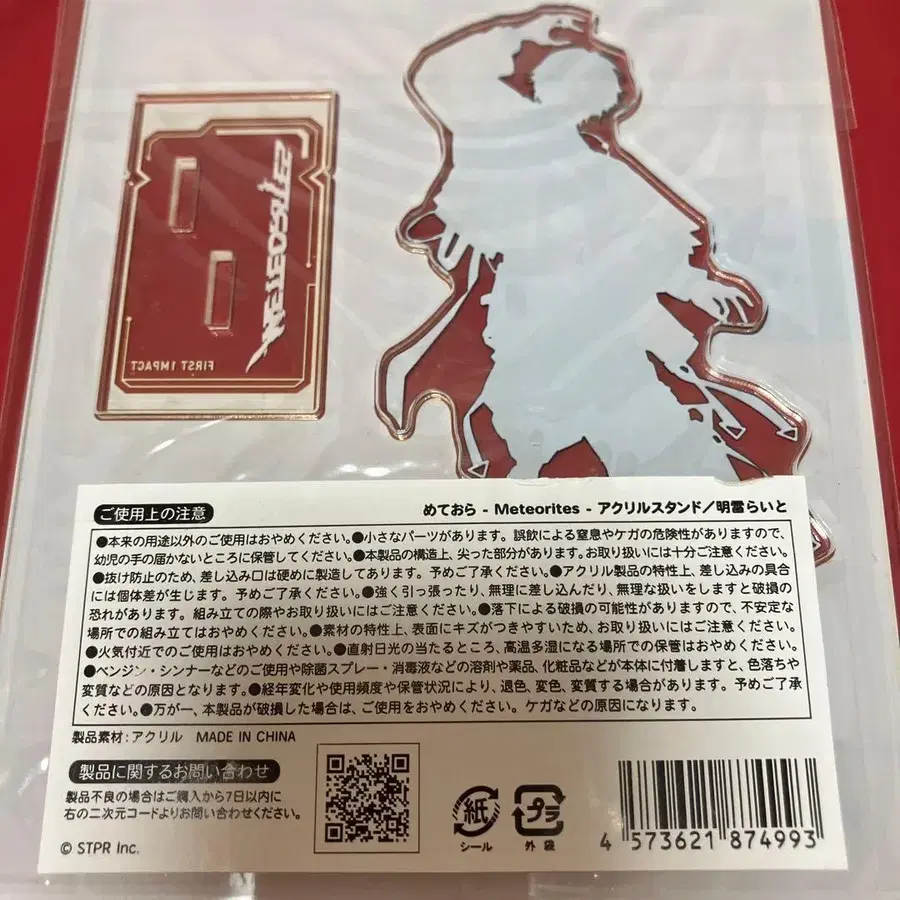 METEORITES
FIRST 1MPACT
ご使用上の注意
めておら - Meteorites - アクリルスタンド／明雷らいと
●本来の用途以外のご使用はおやめください。●小さなパーツがあります。誤飲による窒息やケガの危険性がありますので、
幼児の手の届かないところに保管してください。●本製品の構造上、尖った部分があります。お取り扱いには十分ご注意ください。
●抜け防止のため、差し込み口は硬めに製造してあります。予めご了承ください。●アクリル製品の特性上、差し込みの具合
には個体差が生じます。予めご了承ください。●強く引っ張ったり、無理に差し込んだり、無理な扱いをしますと破損の
恐れがあります。組み立ての際やお取り扱いにはご注意ください。●落下による破損の可能性がありますので、不安定な
場所での組み立てはおやめください。●素材の特性上、表面にキズがつきやすいため、お取り扱いにはご注意ください。
●火気付近でのご使用はおやめください。●直射日光の当たるところ、高温多湿になる場所での保管はおやめください。
●ベンジン・シンナーなどのご使用や除菌スプレー・消毒液などの溶剤や薬品、化粧品などが本体に付着しますと、色落ちや
変質などの原因となります。●経年変化や使用頻度や保管状況により、退色、変色、変質する場合があります。予めご了承
ください。●万が一、本製品が破損した場合は、ご使用をおやめください。ケガなどの原因になります。
製品素材：アクリル MADE IN CHINA
製品に関するお問い合わせ
製品不良の場合はご購入から7日以内に
右の二次元コードよりお問い合わせください。
© STPR Inc.
紙
シール
プラ
外袋
4 573621 874993